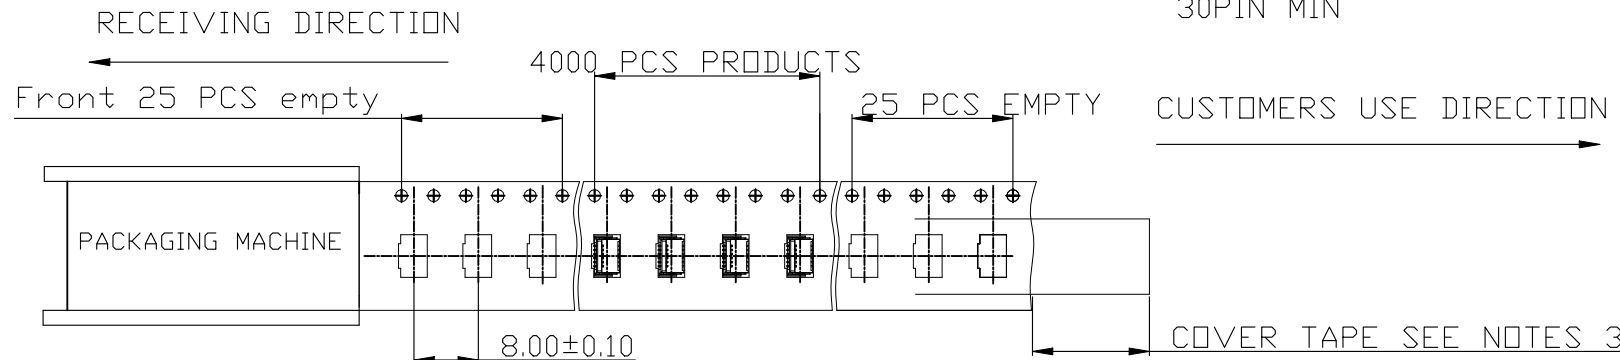 30PIN MIN
RECEIVING DIRECTION
4000 PCS PRODUCTS
Front 25 PCS empty
25 PCS EMPTY
CUSTOMERS USE DIRECTION
PACKAGING MACHINE
8.00±0.10
COVER TAPE SEE NOTES 3